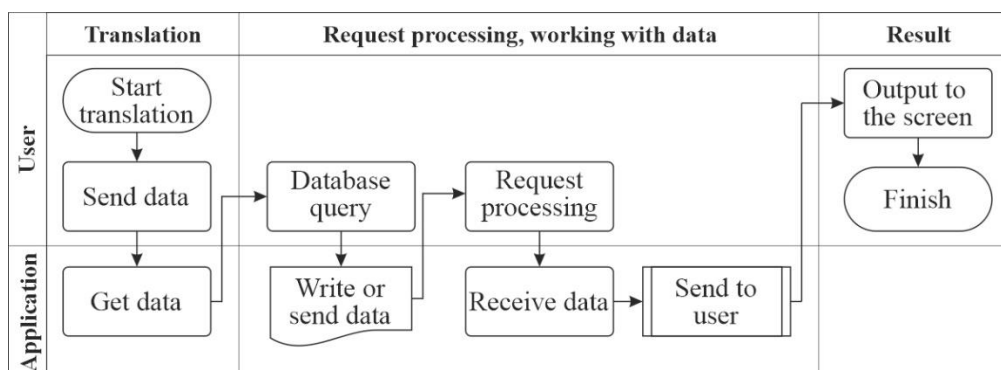 Translation
Request processing, working with data
Result
User
Start
translation
Send data
Database
query
Request
processing
Output to
the screen
Finish
Application
Get data
Write or
send data
Receive data
Send to
user